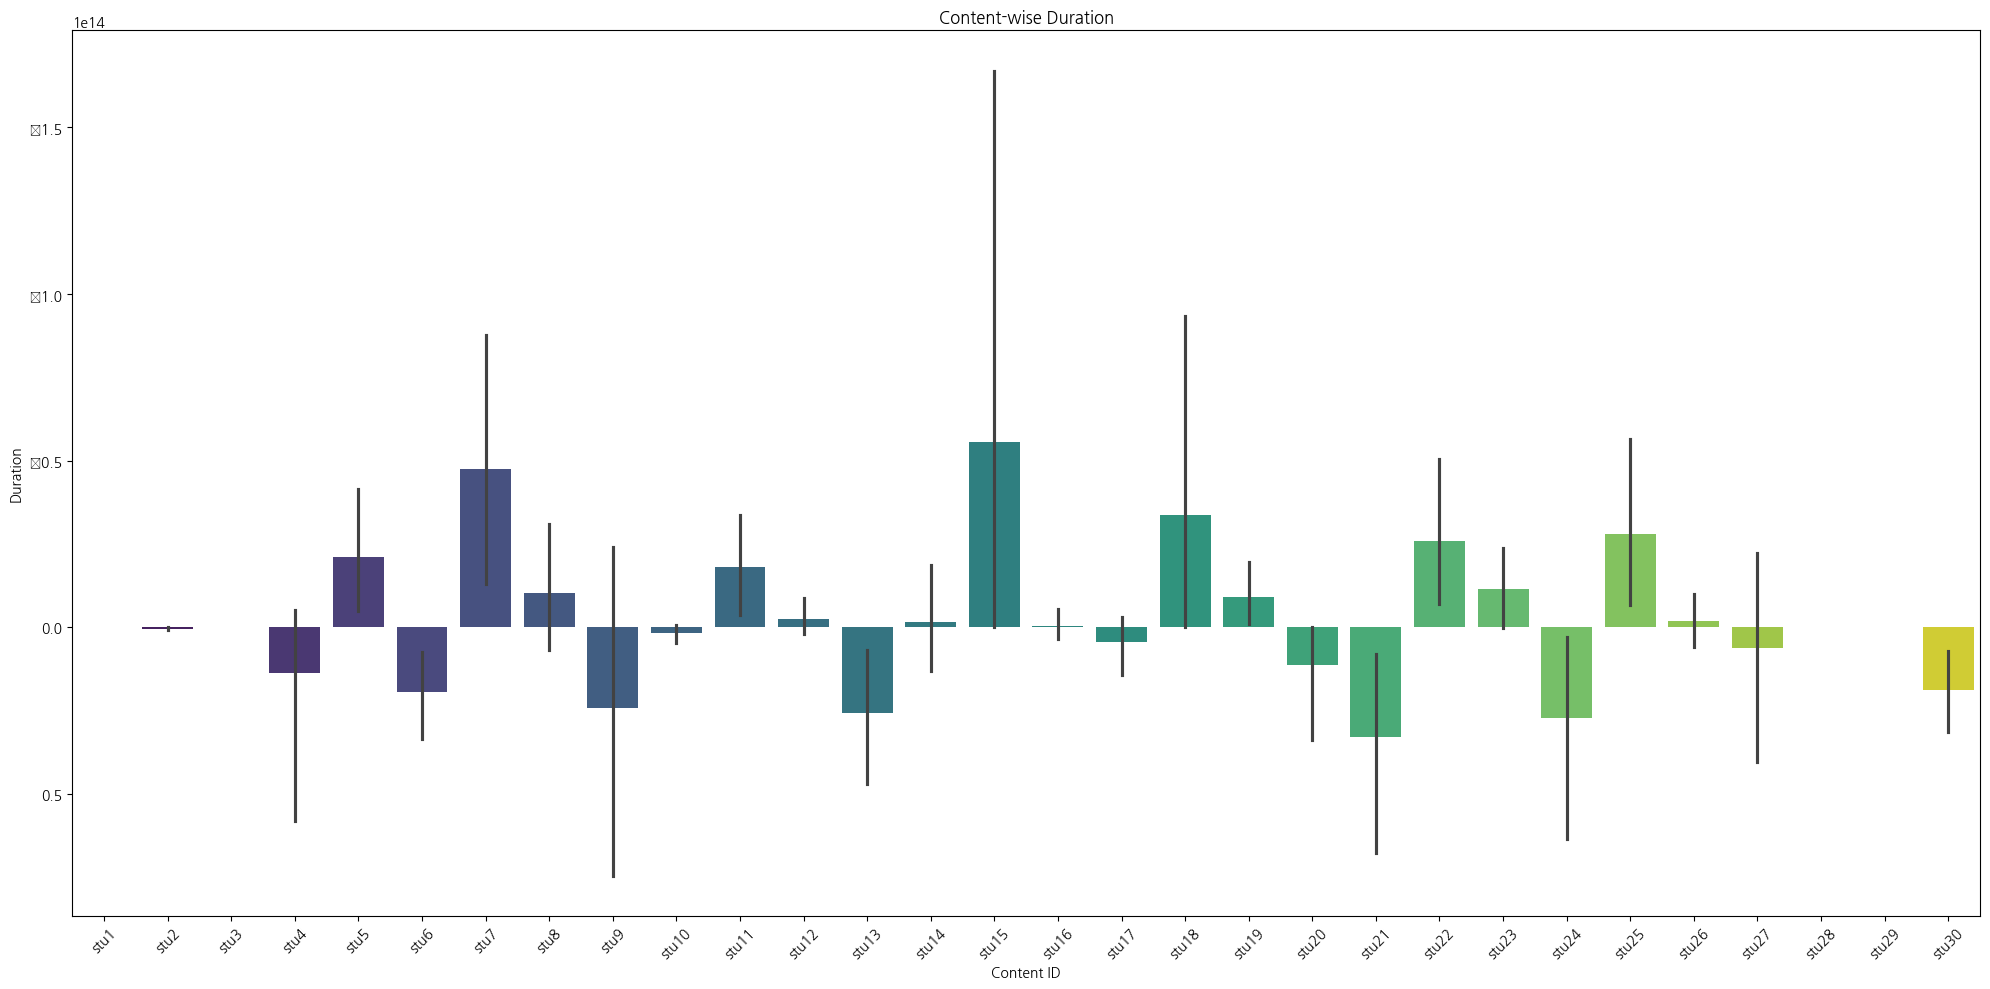 Content-wise Duration
1e14
1.5
1.0
0.5
0.0
0.5
Duration
stu1 stu2 stu3 stu4 stu5 stu6 stu7 stu8 stu9 stu10 stu11 stu12 stu13 stu14 stu15 stu16 stu17 stu18 stu19 stu20 stu21 stu22 stu23 stu24 stu25 stu26 stu27 stu28 stu29 stu30
Content ID